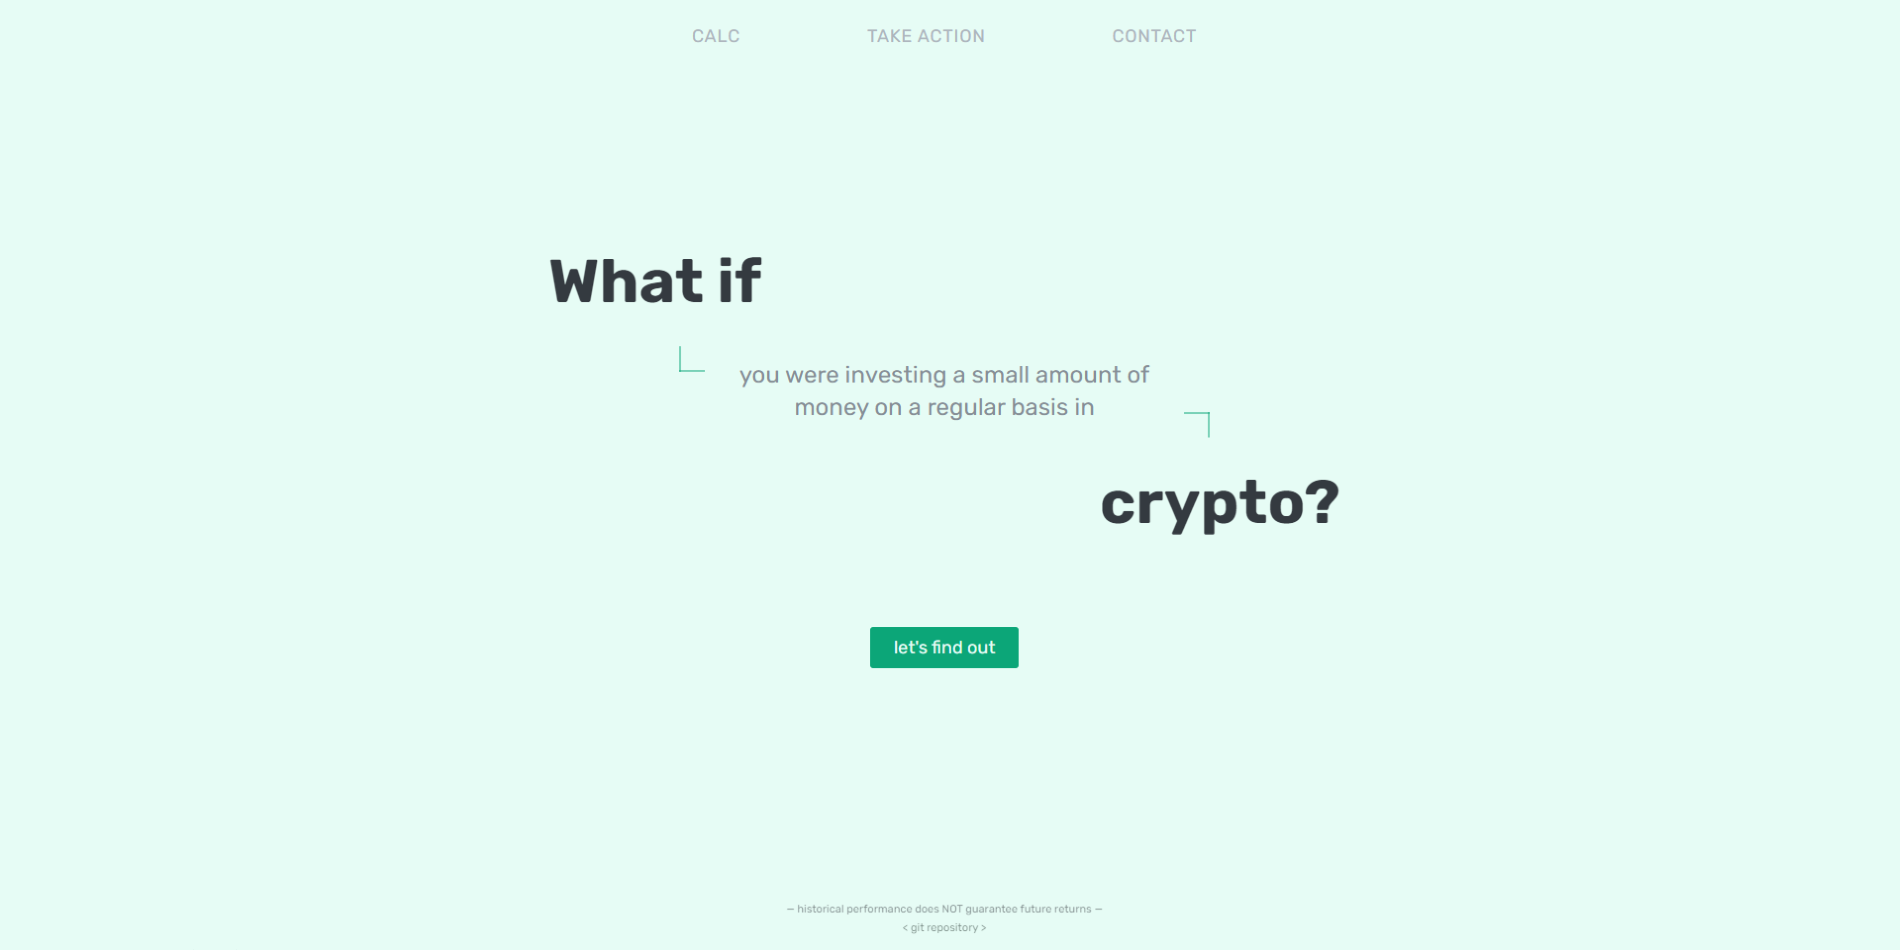 CALC
TAKE ACTION
CONTACT
What if
you were investing a small amount of
money on a regular basis in
crypto?
let's find out
— historical performance does NOT guarantee future returns —
< git repository >